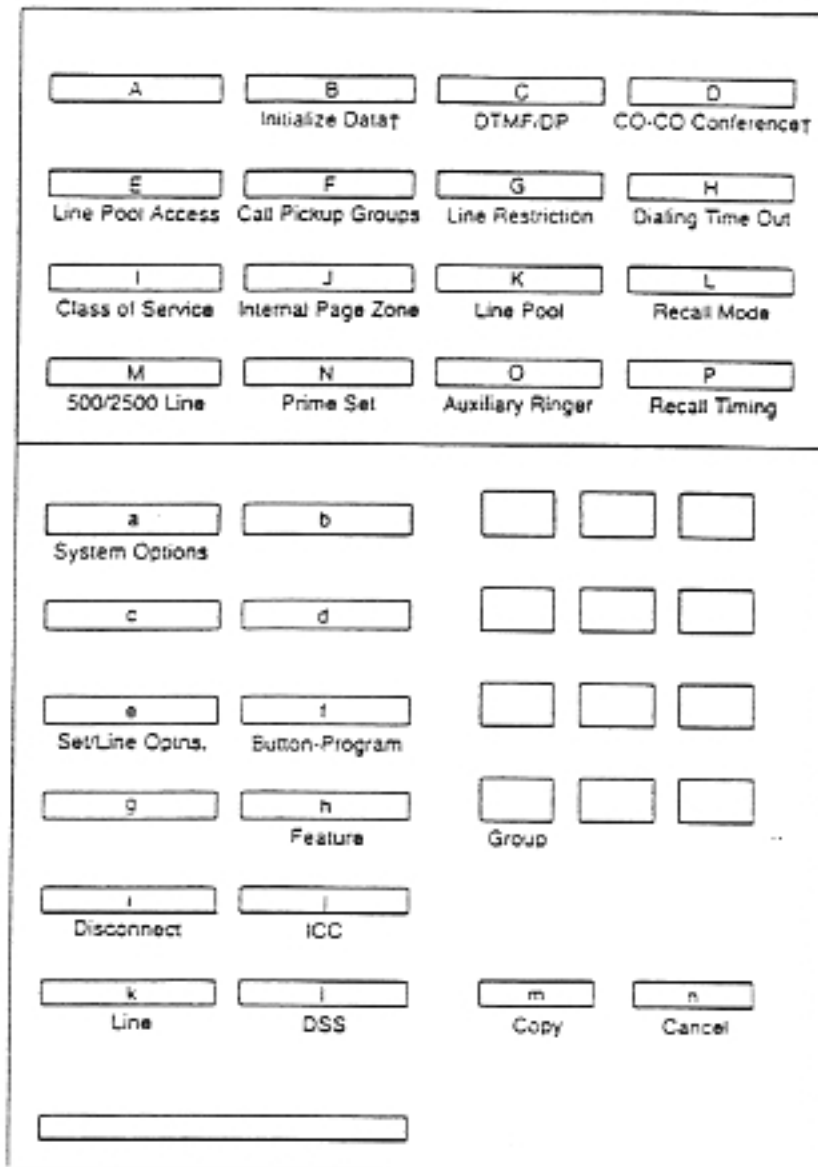 A B C D
Initialize Data† DTMF/DP CO-CO Conference†
E F G H
Line Pool Access Call Pickup Groups Line Restriction Dialing Time Out
I J K L
Class of Service Internal Page Zone Line Pool Recall Mode
M N O P
500/2500 Line Prime Set Auxiliary Ringer Recall Timing
a b
System Options
c d
e f
Set/Line Optns. Button-Program
g h
Feature Group
i j
Disconnect ICC
k l m n
Line DSS Copy Cancel